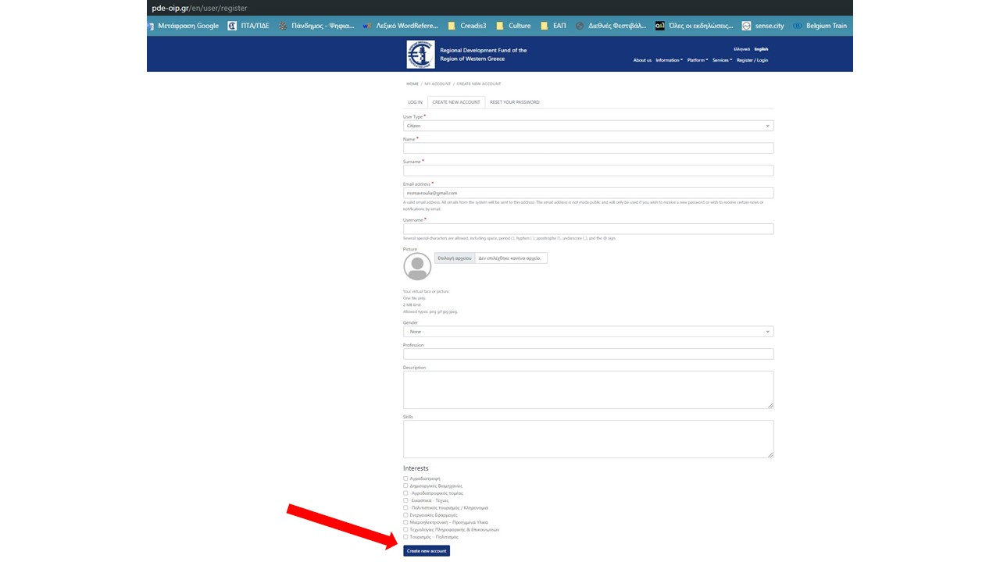 pde-oip.gr/en/user/register
Μετάφραση Google ΠΤΑ/ΠΔΕ Πάνδημος - Ψηφια... Λεξικό WordRefere... Creadis3 Culture ΕΑΠ Διεθνές Φεστιβάλ... Όλες οι εκδηλώσεις... sense.city Belgium Train
Regional Development Fund of the
Region of Western Greece
Ελληνικά English
About us Information Platform Services Register / Login
HOME / MY ACCOUNT / CREATE NEW ACCOUNT
LOG IN CREATE NEW ACCOUNT RESET YOUR PASSWORD
User Type *
Citizen
Name *
Surname *
Email address *
msmavroulia@gmail.com
A valid email address. All emails from the system will be sent to this address. The email address is not made public and will only be used if you wish to receive a new password or wish to receive certain news or
notifications by email.
Username *
Several special characters are allowed, including space, period (.), hyphen (-), apostrophe ('), underscore (_), and the @ sign.
Picture
Επιλογή αρχείου Δεν επιλέχθηκε κανένα αρχείο.
Your virtual face or picture.
One file only.
2 MB limit.
Allowed types: png gif jpg jpeg.
Gender
- None -
Profession
Description
Skills
Interests
Αγροδιατροφή
Δημιουργικές Βιομηχανίες
-Αγροδιατροφικός τομέας
-Εικαστικά - Τέχνες
-Πολιτιστικός τουρισμός / Κληρονομιά
Ενεργειακές Εφαρμογές
Μικροηλεκτρονική – Προηγμένα Υλικά
Τεχνολογίες Πληροφορικής & Επικοινωνιών
Τουρισμός – Πολιτισμός
Create new account